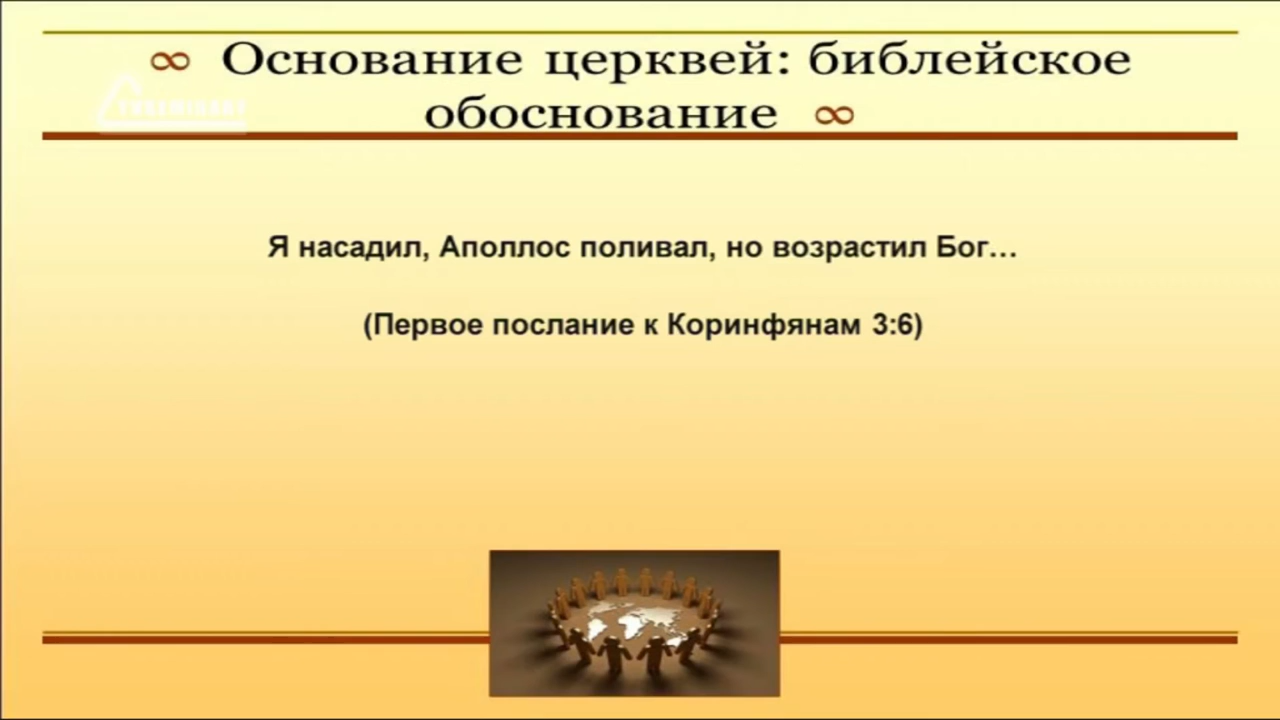 ∞ Основание церквей: библейское
обоснование ∞
Я насадил, Аполлос поливал, но возрастил Бог…
(Первое послание к Коринфянам 3:6)